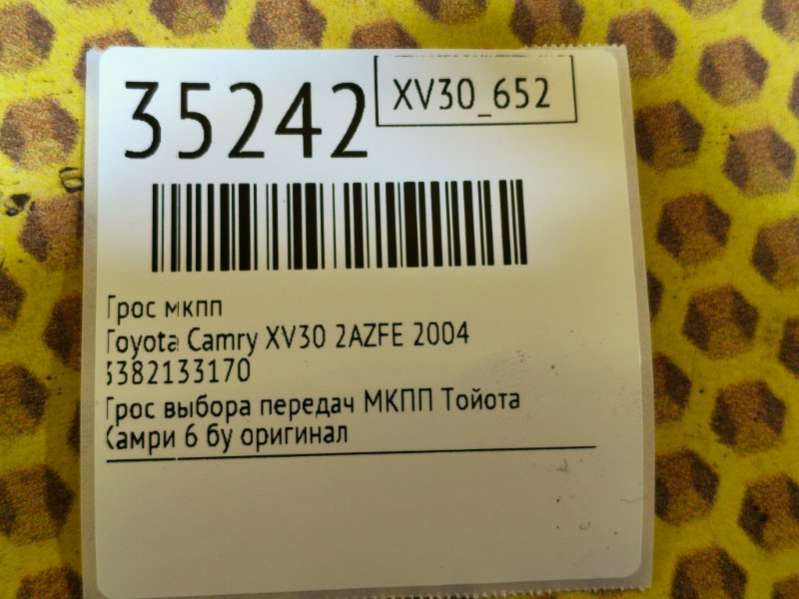 35242
XV30_652
Трос мкпп
Toyota Camry XV30 2AZFE 2004
3382133170
Трос выбора передач МКПП Тойота
Камри 6 бу оригинал